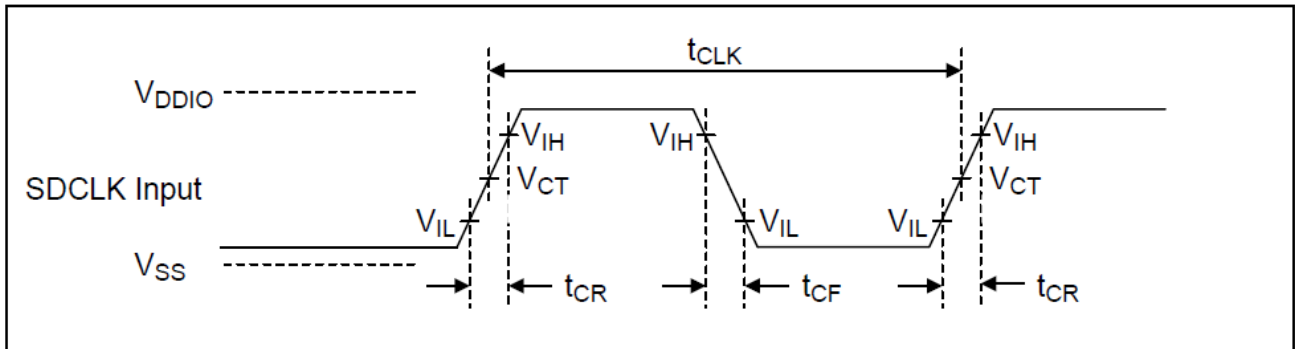 tCLK
VDDIO
VIH VIH VIH
SDCLK Input VCT VCT
VIL VIL VIL
VSS
tCR tCF tCR